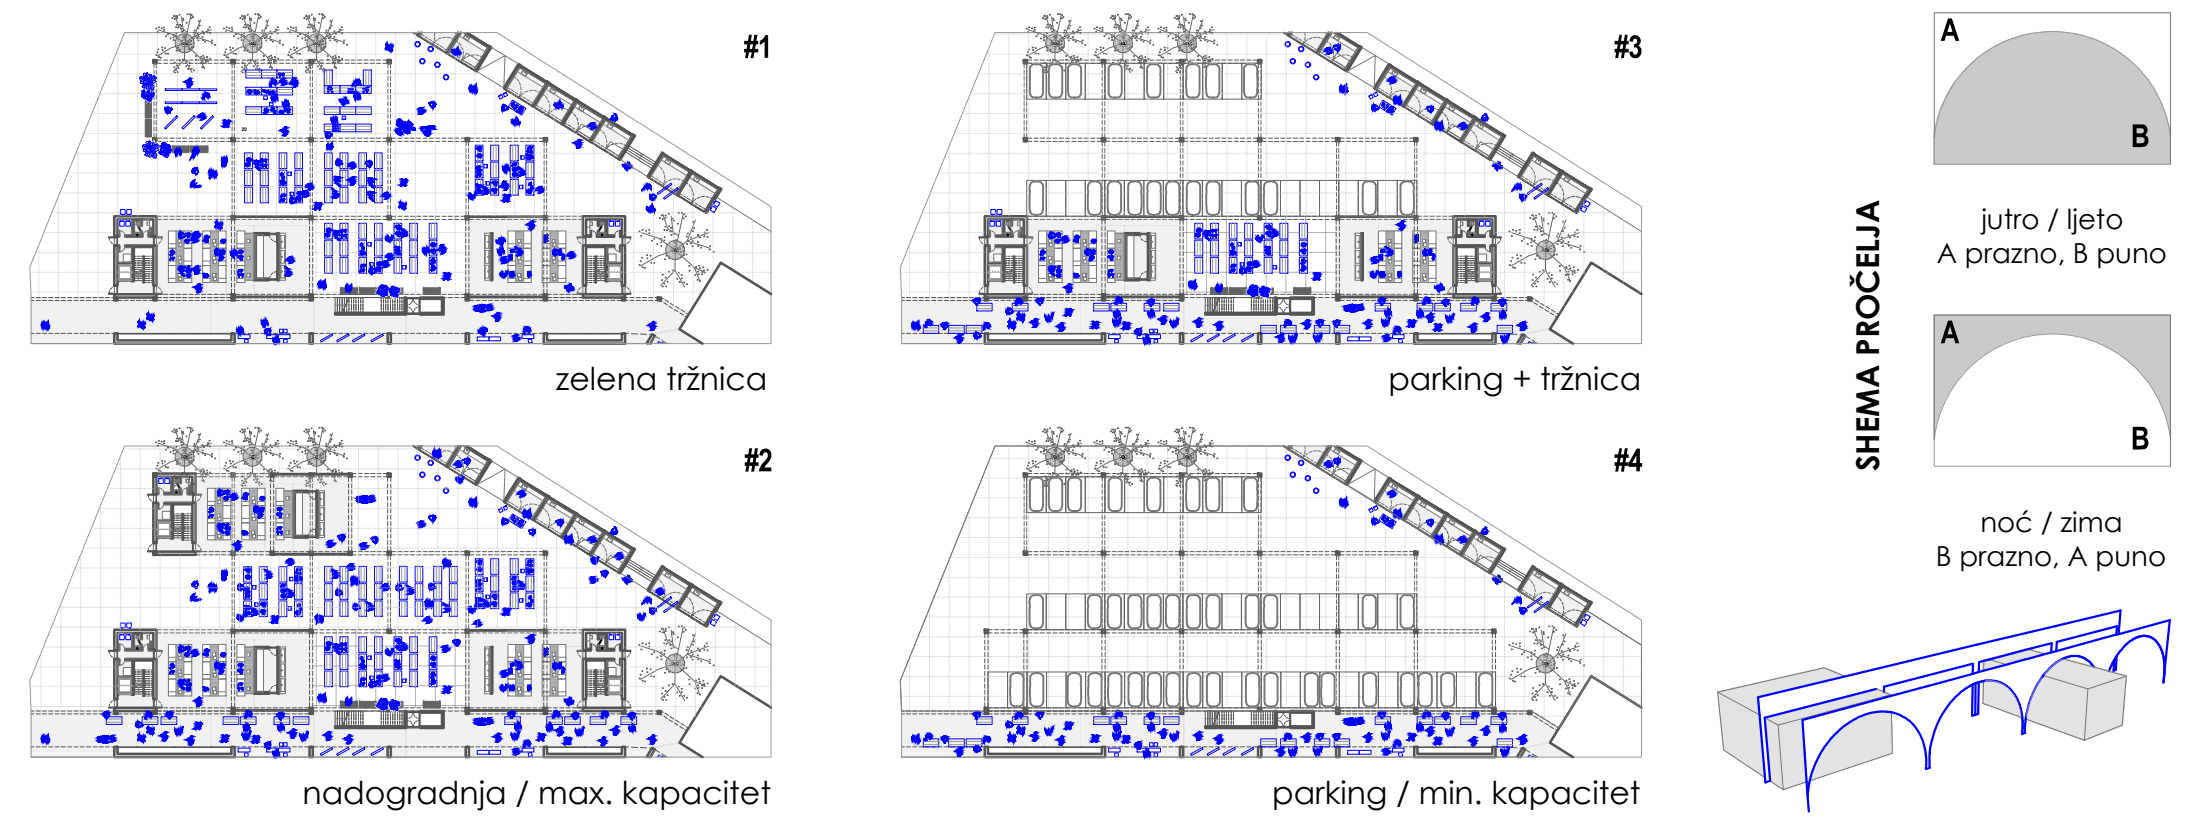 #1
zelena tržnica
#2
nadogradnja / max. kapacitet
#3
parking + tržnica
#4
parking / min. kapacitet
SHEMA PROČELJA
A
B
jutro / ljeto
A prazno, B puno
A
B
noć / zima
B prazno, A puno